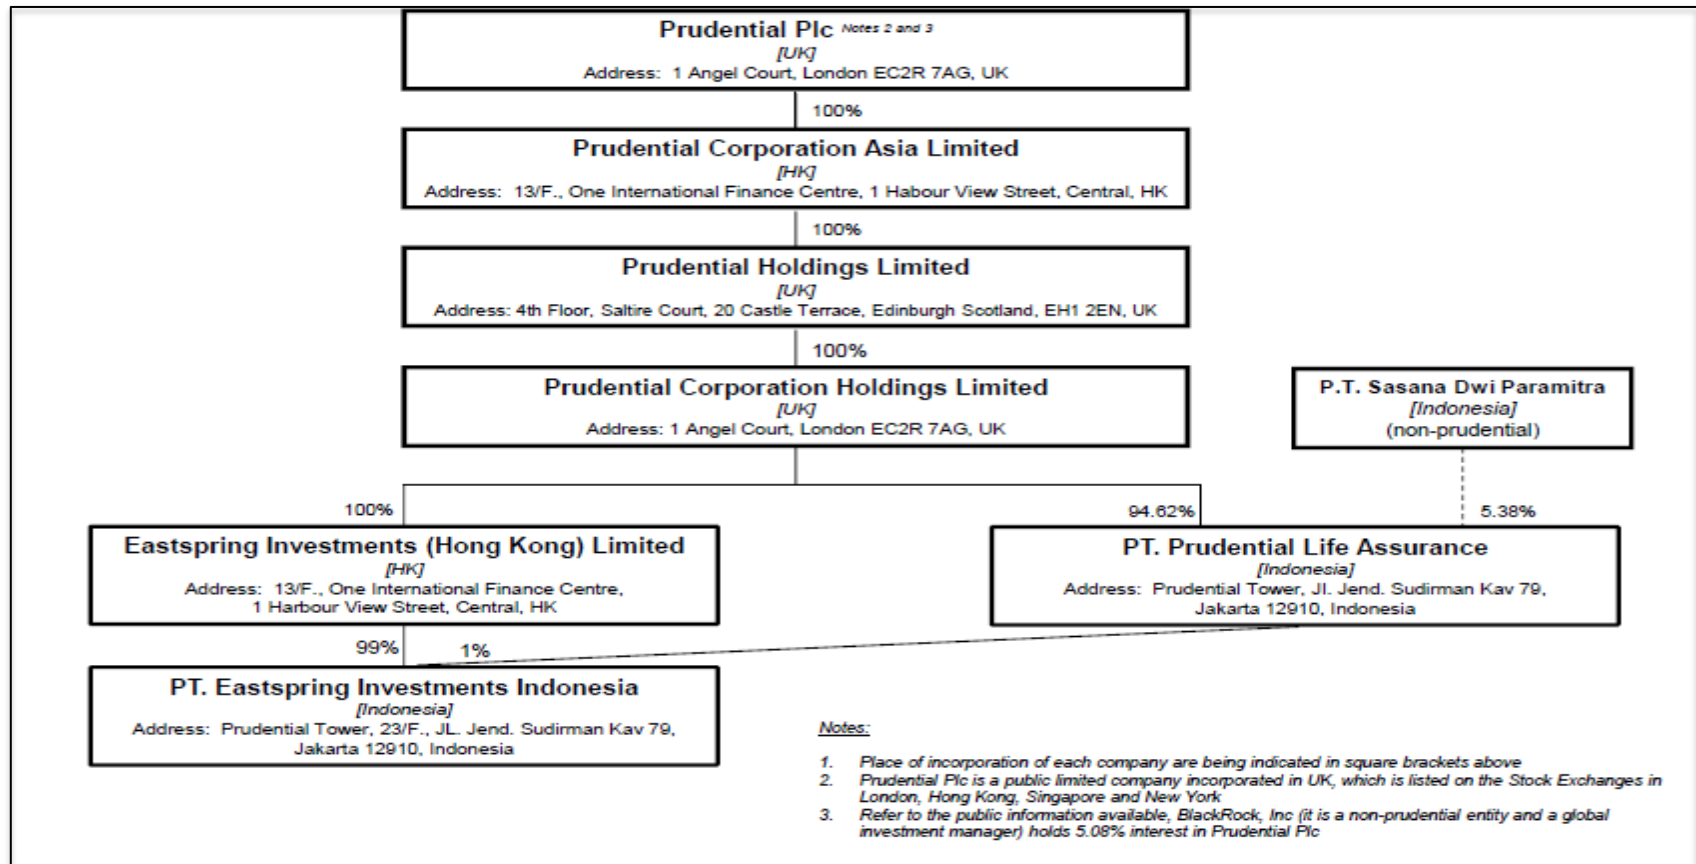 Prudential Plc Notes 2 and 3
[UK]
Address: 1 Angel Court, London EC2R 7AG, UK
100%
Prudential Corporation Asia Limited
[HK]
Address: 13/F., One International Finance Centre, 1 Habour View Street, Central, HK
100%
Prudential Holdings Limited
[UK]
Address: 4th Floor, Saltire Court, 20 Castle Terrace, Edinburgh Scotland, EH1 2EN, UK
100%
Prudential Corporation Holdings Limited
[UK]
Address: 1 Angel Court, London EC2R 7AG, UK
P.T. Sasana Dwi Paramitra
[Indonesia]
(non-prudential)
100%
94.62%
5.38%
Eastspring Investments (Hong Kong) Limited
[HK]
Address: 13/F., One International Finance Centre,
1 Harbour View Street, Central, HK
PT. Prudential Life Assurance
[Indonesia]
Address: Prudential Tower, Jl. Jend. Sudirman Kav 79,
Jakarta 12910, Indonesia
99%
1%
PT. Eastspring Investments Indonesia
[Indonesia]
Address: Prudential Tower, 23/F., JL. Jend. Sudirman Kav 79,
Jakarta 12910, Indonesia
Notes:
1. Place of incorporation of each company are being indicated in square brackets above
2. Prudential Plc is a public limited company incorporated in UK, which is listed on the Stock Exchanges in
London, Hong Kong, Singapore and New York
3. Refer to the public information available, BlackRock, Inc (it is a non-prudential entity and a global
investment manager) holds 5.08% interest in Prudential Plc